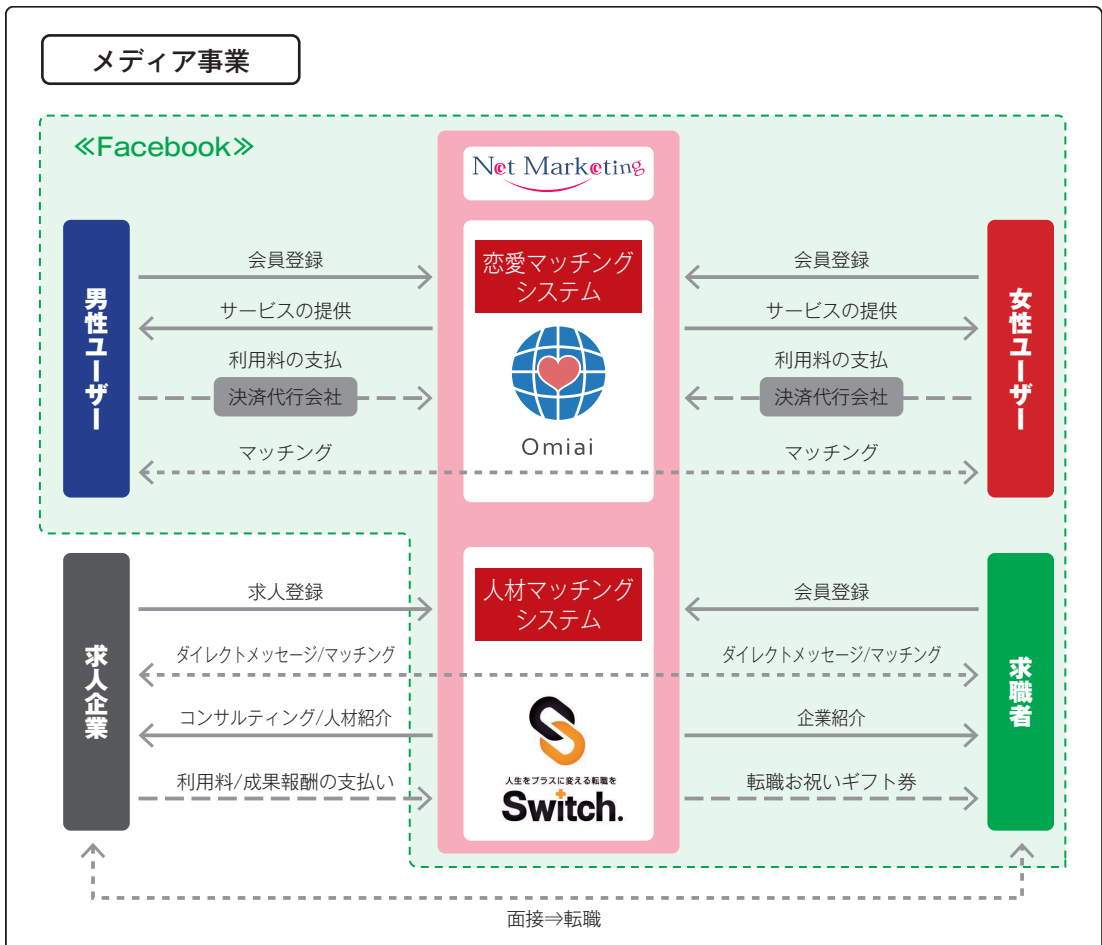 メディア事業
≪Facebook≫
Net Marketing
男性ユーザー
会員登録
恋愛マッチング
システム
会員登録
女性ユーザー
サービスの提供
サービスの提供
利用料の支払
利用料の支払
決済代行会社
決済代行会社
Omiai
マッチング
マッチング
求人企業
求人登録
人材マッチング
システム
会員登録
求職者
ダイレクトメッセージ/マッチング
ダイレクトメッセージ/マッチング
コンサルティング/人材紹介
企業紹介
利用料/成果報酬の支払い
人生をプラスに変える転職を
Switch.
転職お祝いギフト券
面接⇒転職